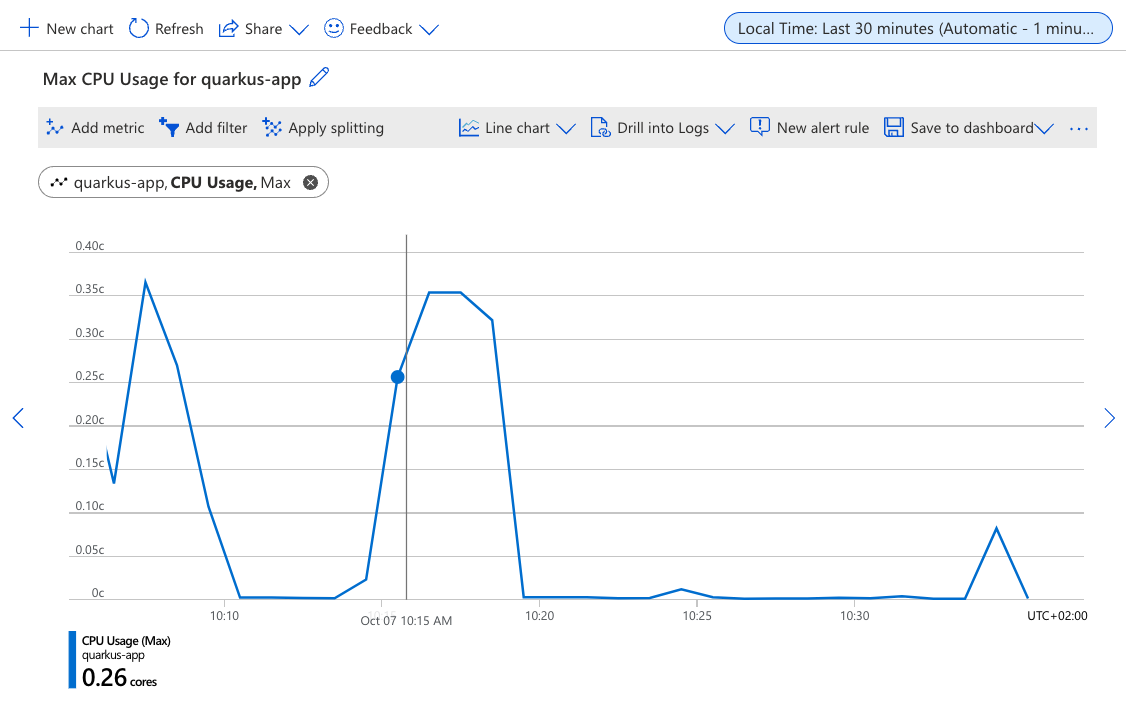 New chart Refresh Share Feedback Local Time: Last 30 minutes (Automatic - 1 minu...
Max CPU Usage for quarkus-app
Add metric Add filter Apply splitting Line chart Drill into Logs New alert rule Save to dashboard ...
quarkus-app, CPU Usage, Max
0.40c
0.35c
0.30c
0.25c
0.20c
0.15c
0.10c
0.05c
0c
10:10 10:15 10:20 10:25 10:30 UTC+02:00
Oct 07 10:15 AM
CPU Usage (Max)
quarkus-app
0.26 cores